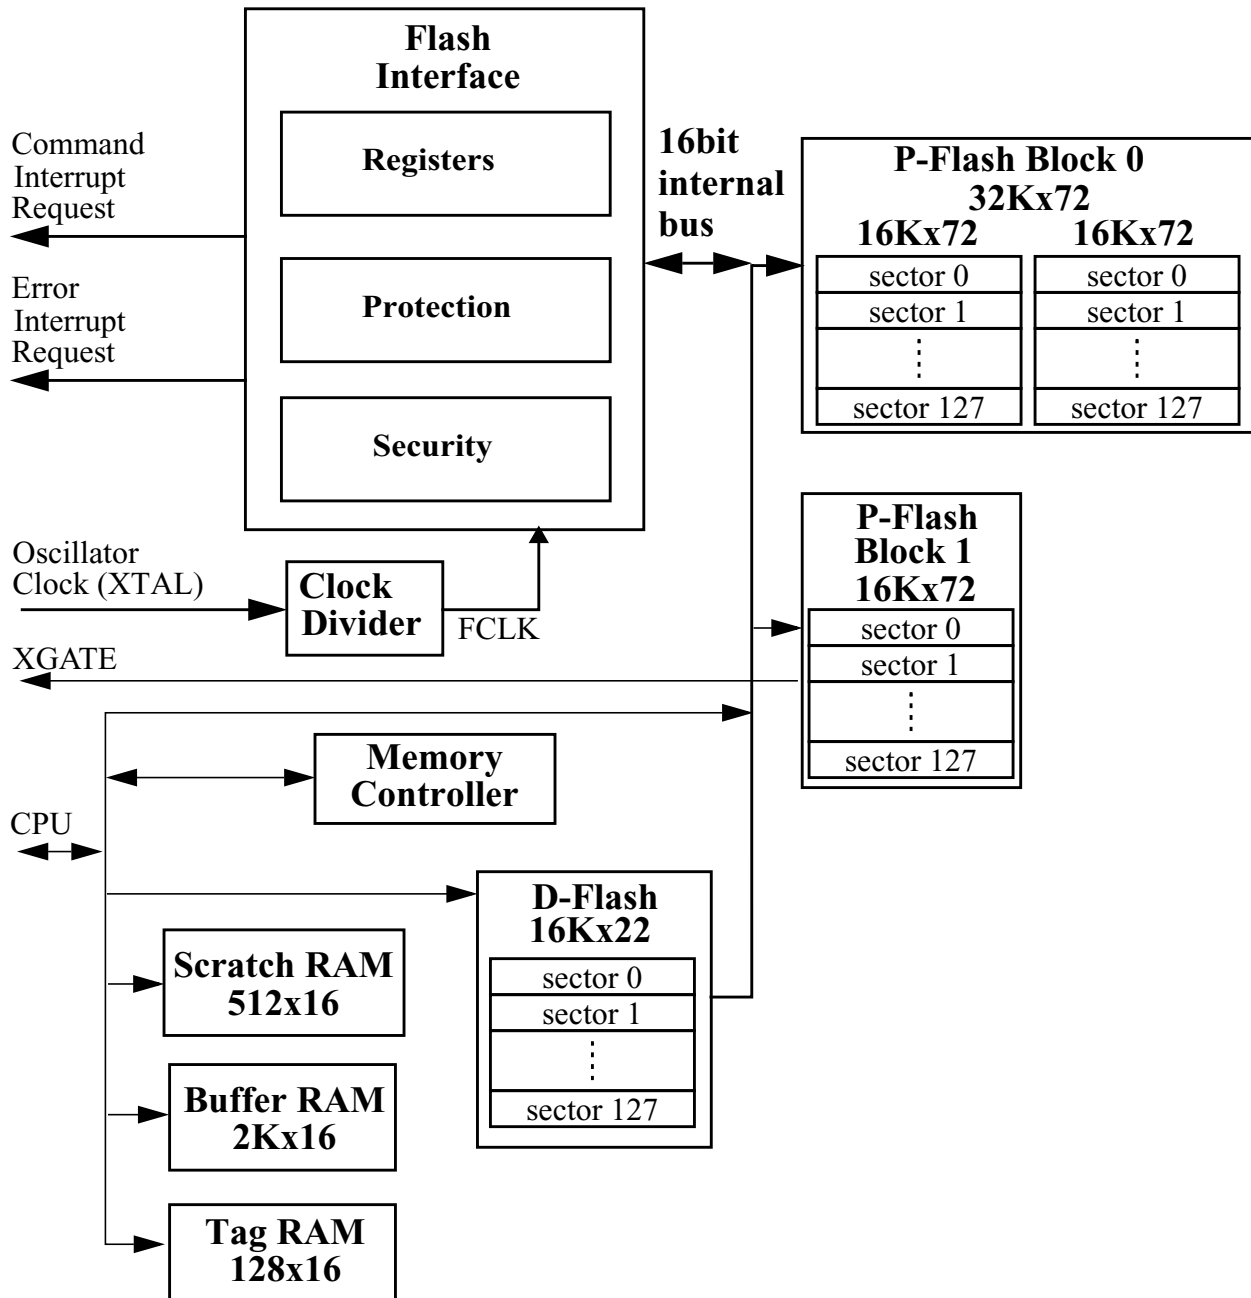 Flash
Interface
Registers
Protection
Security
Command
Interrupt
Request
Error
Interrupt
Request
16bit
internal
bus
P-Flash Block 0
32Kx72
16Kx72 16Kx72
sector 0 sector 0
sector 1 sector 1
sector 127 sector 127
Oscillator
Clock (XTAL)
Clock
Divider
FCLK
XGATE
P-Flash
Block 1
16Kx72
sector 0
sector 1
sector 127
Memory
Controller
CPU
D-Flash
16Kx22
sector 0
sector 1
sector 127
Scratch RAM
512x16
Buffer RAM
2Kx16
Tag RAM
128x16